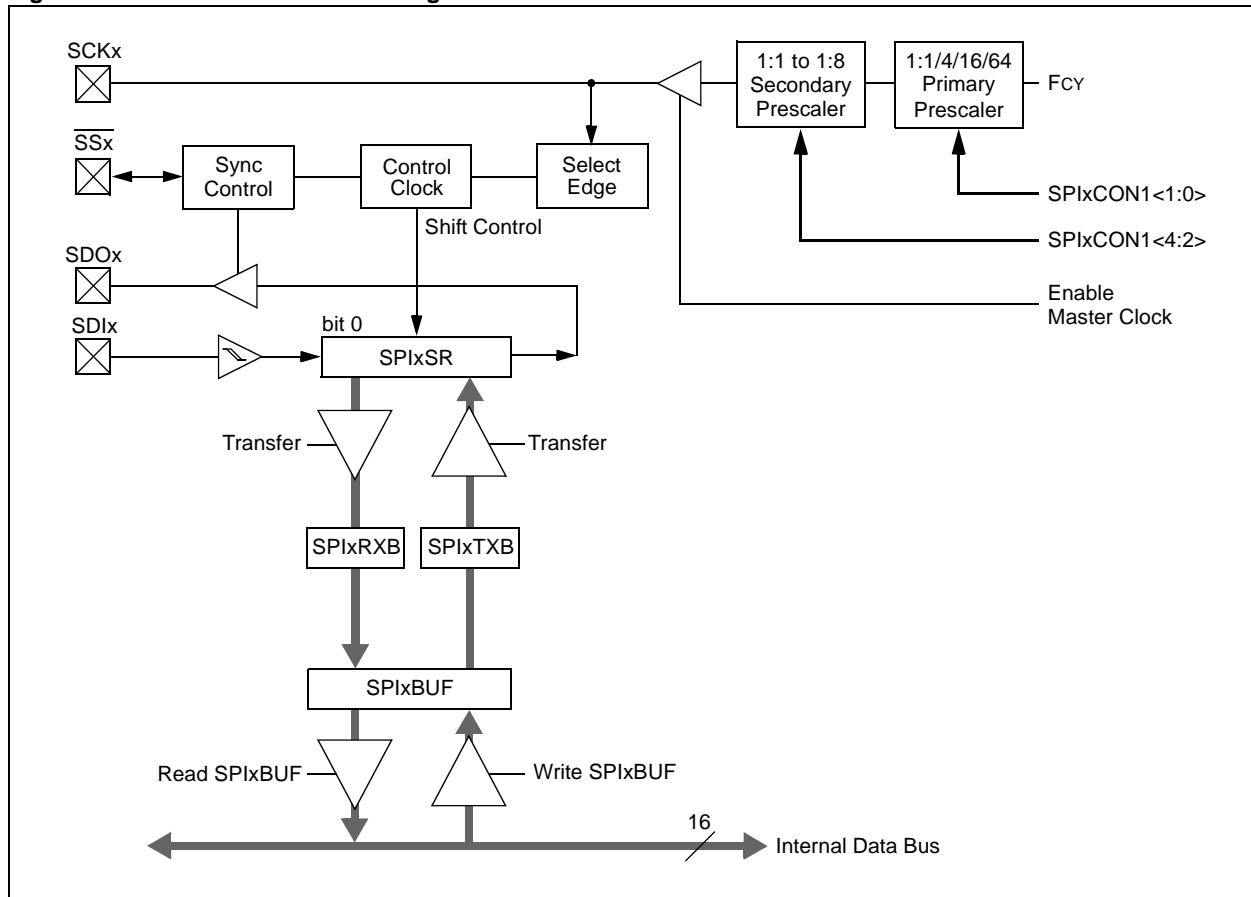 SCKx
1:1 to 1:8
Secondary
Prescaler
1:1/4/16/64
Primary
Prescaler
FCY
SSx
Sync
Control
Control
Clock
Select
Edge
SPIxCON1<1:0>
Shift Control
SPIxCON1<4:2>
SDOx
Enable
Master Clock
SDIx
bit 0
SPIxSR
Transfer
Transfer
SPIxRXB
SPIxTXB
SPIxBUF
Read SPIxBUF
Write SPIxBUF
16
Internal Data Bus